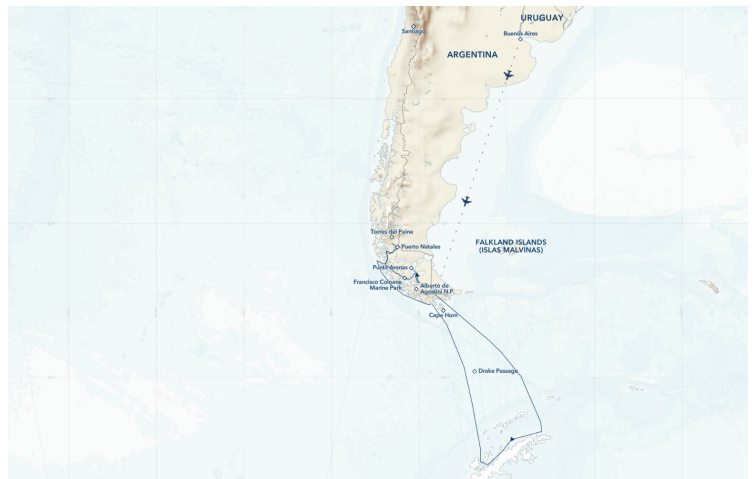 URUGUAY
Santiago
Buenos Aires
ARGENTINA
Torres del Paine
Puerto Natales
FALKLAND ISLANDS
(ISLAS MALVINAS)
Punta Arenas
Francisco Coloane
Marine Park
Alberto de
Agostini N.P.
Cape Horn
Drake Passage